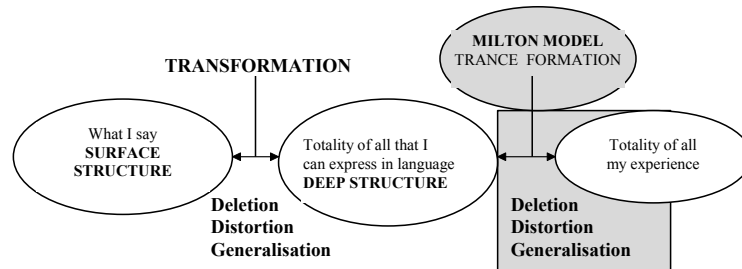 MILTON MODEL
TRANCE FORMATION
TRANSFORMATION
What I say
SURFACE
STRUCTURE
Totality of all that I
can express in language
DEEP STRUCTURE
Totality of all
my experience
Deletion
Distortion
Generalisation
Deletion
Distortion
Generalisation